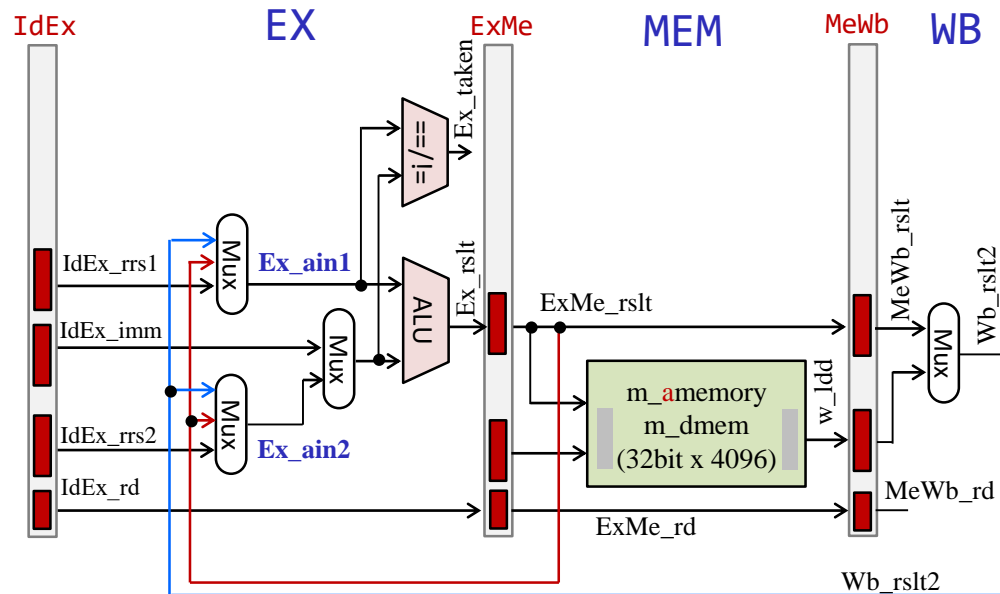 IdEx
EX
ExMe
MEM
MeWb
WB
Ex_taken
==/!=
Mux
IdEx_rrs1
Ex_ain1
Ex_rslt
ALU
ExMe_rslt
MeWb_rslt
Wb_rslt2
IdEx_imm
Mux
Mux
m_amemory
m_dmem
(32bit x 4096)
w_ldd
Mux
IdEx_rrs2
Ex_ain2
IdEx_rd
ExMe_rd
MeWb_rd
Wb_rslt2